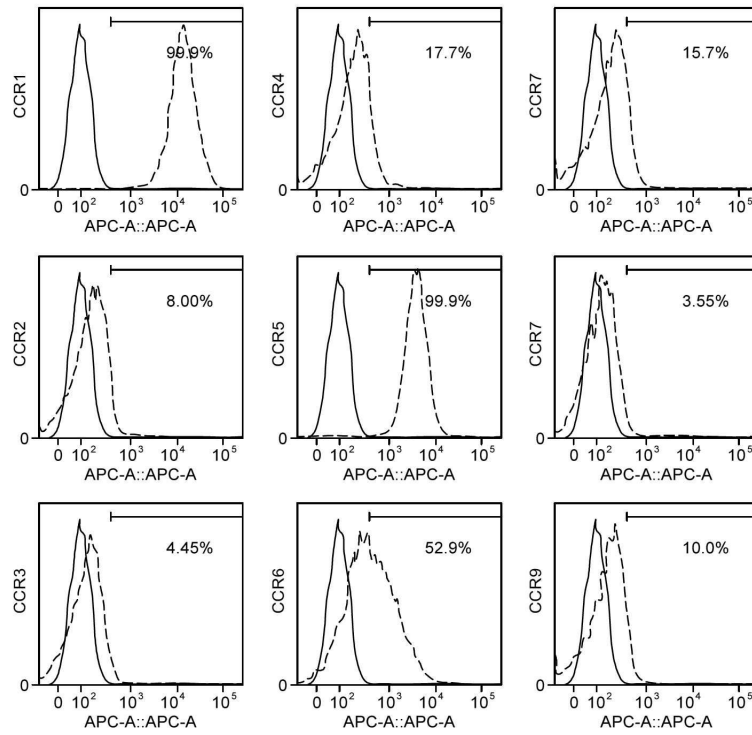 CCR1
99.9%
0
0 10² 10³ 10⁴ 10⁵
APC-A::APC-A
CCR4
17.7%
0
0 10² 10³ 10⁴ 10⁵
APC-A::APC-A
CCR7
15.7%
0
0 10² 10³ 10⁴ 10⁵
APC-A::APC-A
CCR2
8.00%
0
0 10² 10³ 10⁴ 10⁵
APC-A::APC-A
CCR5
99.9%
0
0 10² 10³ 10⁴ 10⁵
APC-A::APC-A
CCR7
3.55%
0
0 10² 10³ 10⁴ 10⁵
APC-A::APC-A
CCR3
4.45%
0
0 10² 10³ 10⁴ 10⁵
APC-A::APC-A
CCR6
52.9%
0
0 10² 10³ 10⁴ 10⁵
APC-A::APC-A
CCR9
10.0%
0
0 10² 10³ 10⁴ 10⁵
APC-A::APC-A